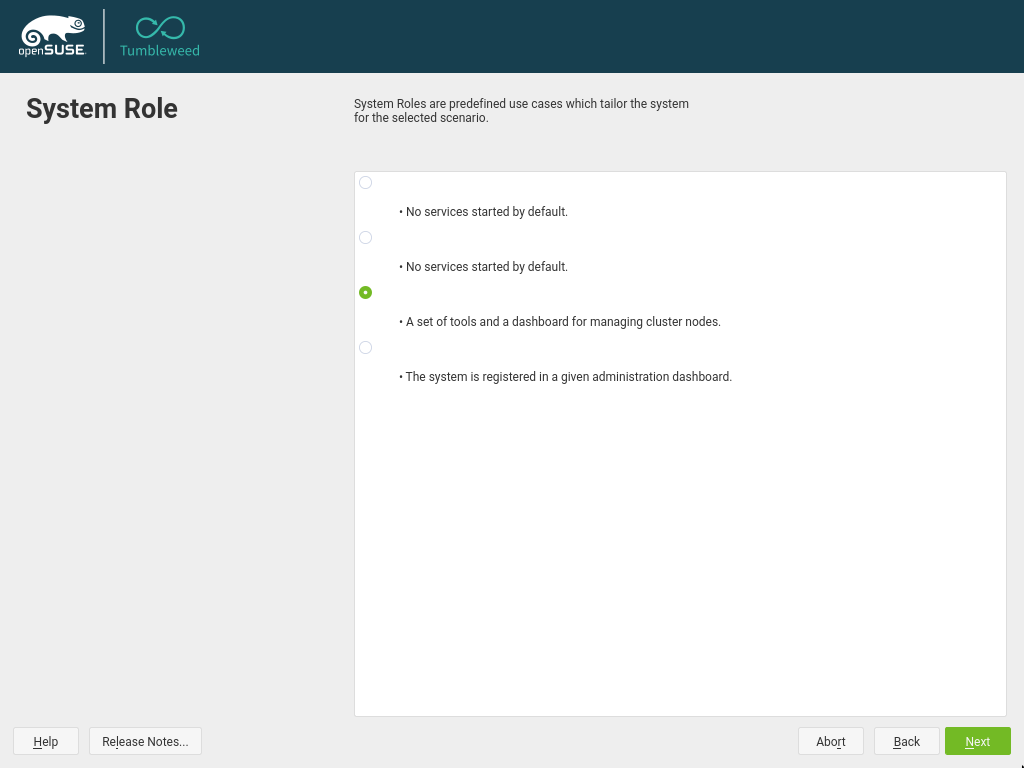 openSUSE
Tumbleweed
System Role
System Roles are predefined use cases which tailor the system
for the selected scenario.
• No services started by default.
• No services started by default.
• A set of tools and a dashboard for managing cluster nodes.
• The system is registered in a given administration dashboard.
Help
Release Notes...
Abort
Back
Next